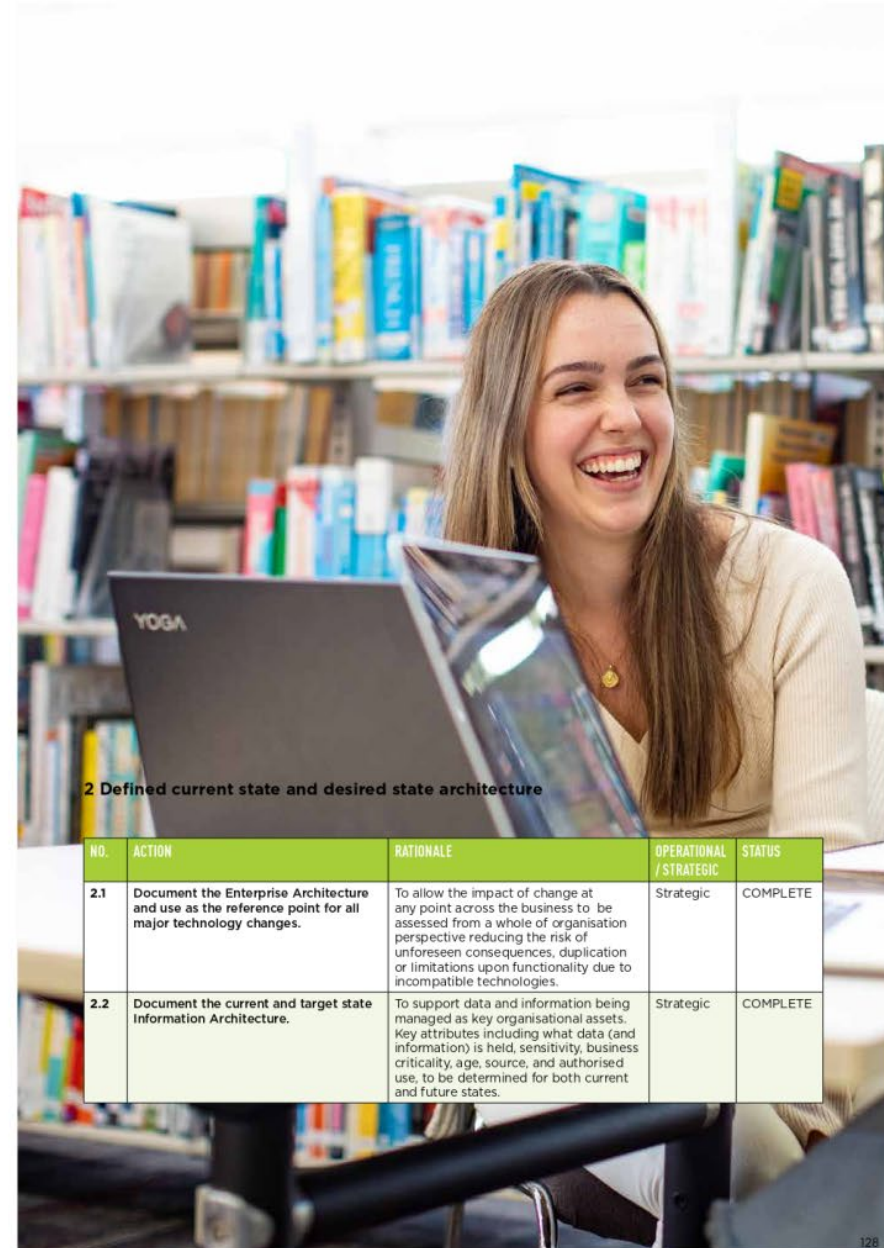 FRENCH
YOGA
2 Defined current state and desired state architecture
NO. ACTION RATIONALE OPERATIONAL / STRATEGIC STATUS
2.1
Document the Enterprise Architecture
and use as the reference point for all
major technology changes.
To allow the impact of change at
any point across the business to be
assessed from a whole of organisation
perspective reducing the risk of
unforeseen consequences, duplication
or limitations upon functionality due to
incompatible technologies.
Strategic
COMPLETE
2.2
Document the current and target state
Information Architecture.
To support data and information being
managed as key organisational assets.
Key attributes including what data (and
information) is held, sensitivity, business
criticality, age, source, and authorised
use, to be determined for both current
and future states.
Strategic
COMPLETE
128